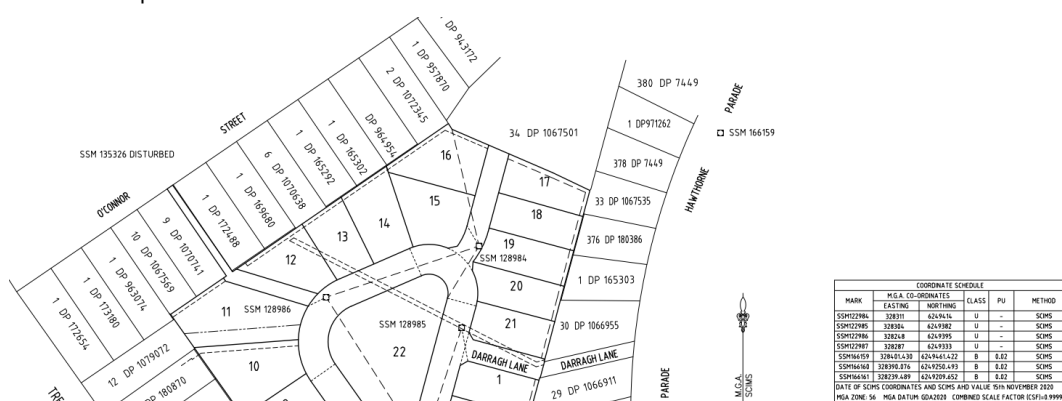 DP 943172
1 DP 957870
2 DP 1072345
DP 964954
1 DP 165302
1 DP 165292
6 DP 1070638
1 DP 169680
1 DP 172488
9 DP 1070741
10 DP 1067569
1 DP 963074
1 DP 173180
1 DP 172654
12 DP 1079072
DP 180870
O'CONNOR
STREET
SSM 135326 DISTURBED
34 DP 1067501
380 DP 7449
1 DP971262
378 DP 7449
33 DP 1067535
376 DP 180386
1 DP 165303
30 DP 1066955
29 DP 1066911
HAWTHORNE
PARADE
SSM 166159
PARADE
16
15
14
13
12
11
10
22
17
18
19
20
21
1
SSM 128984
SSM 128986
SSM 128985
DARRAGH LANE
DARRAGH LANE
M.G.A.
SCIMS
COORDINATE SCHEDULE
MARK M.G.A. CO-ORDINATES CLASS PU METHOD
EASTING NORTHING
SSM122984 328311 6249414 U - SCIMS
SSM122985 328304 6249382 U - SCIMS
SSM122986 328248 6249395 U - SCIMS
SSM122987 328287 6249333 U - SCIMS
SSM166159 328401.430 6249461.422 B 0.02 SCIMS
SSM166160 328390.076 6249250.493 B 0.02 SCIMS
SSM166161 328239.489 6249209.652 B 0.02 SCIMS
DATE OF SCIMS COORDINATES AND SCIMS AHD VALUE 15th NOVEMBER 2020
MGA ZONE: 56 MGA DATUM: GDA2020 COMBINED SCALE FACTOR (CSF)=0.999